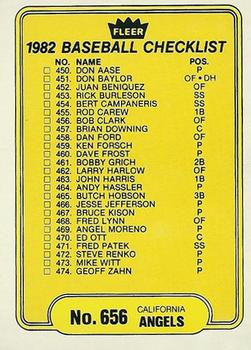 FLEER
1982 BASEBALL CHECKLIST
NO. NAME POS.
450. DON AASE P
451. DON BAYLOR OF•DH
452. JUAN BENIQUEZ OF
453. RICK BURLESON SS
454. BERT CAMPANERIS SS
455. ROD CAREW 1B
456. BOB CLARK OF
457. BRIAN DOWNING C
458. DAN FORD OF
459. KEN FORSCH P
460. DAVE FROST P
461. BOBBY GRICH 2B
462. LARRY HARLOW OF
463. JOHN HARRIS 1B
464. ANDY HASSLER P
465. BUTCH HOBSON 3B
466. JESSE JEFFERSON P
467. BRUCE KISON P
468. FRED LYNN OF
469. ANGEL MORENO P
470. ED OTT C
471. FRED PATEK SS
472. STEVE RENKO P
473. MIKE WITT P
474. GEOFF ZAHN P
No. 656 CALIFORNIA ANGELS